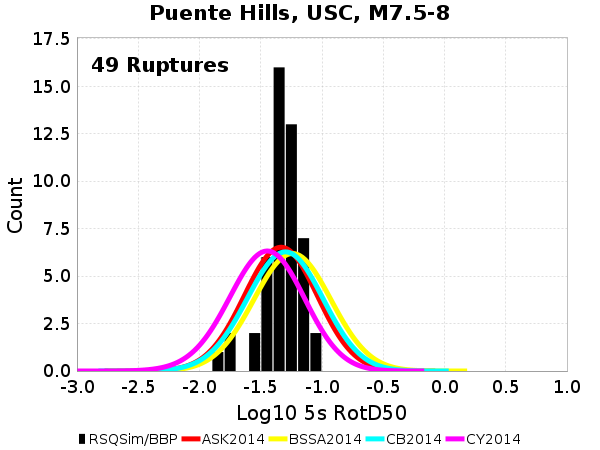 Puente Hills, USC, M7.5-8
49 Ruptures
Count
17.5
15.0
12.5
10.0
7.5
5.0
2.5
0.0
-3.0 -2.5 -2.0 -1.5 -1.0 -0.5 0.0 0.5 1.0
Log10 5s RotD50
RSQSim/BBP ASK2014 BSSA2014 CB2014 CY2014